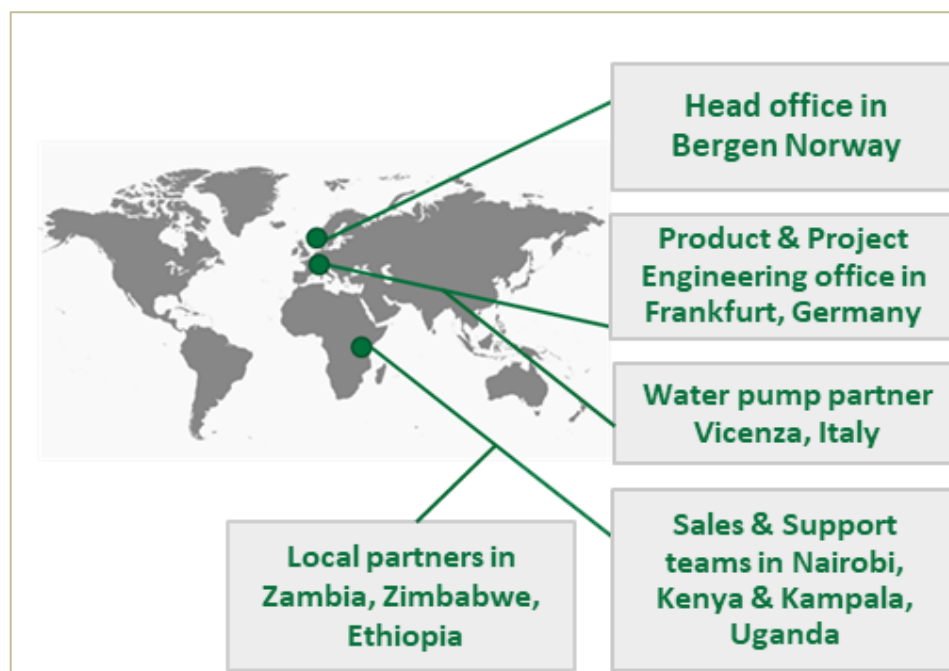 Head office in
Bergen Norway
Product & Project
Engineering office in
Frankfurt, Germany
Water pump partner
Vicenza, Italy
Sales & Support
teams in Nairobi,
Kenya & Kampala,
Uganda
Local partners in
Zambia, Zimbabwe,
Ethiopia